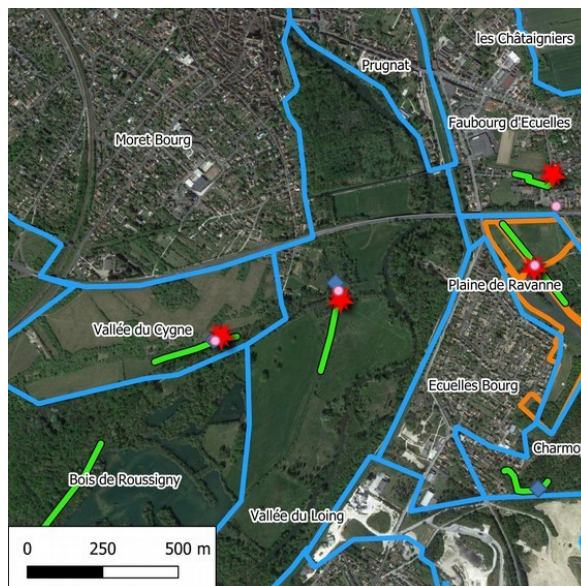 les Châtaigniers
Prugnat
Faubourg d'Ecuelles
Moret Bourg
Plaine de Ravanne
Vallée du Cygne
Ecuelles Bourg
Charmo
Bois de Roussigny
Vallée du Loing
0 250 500 m